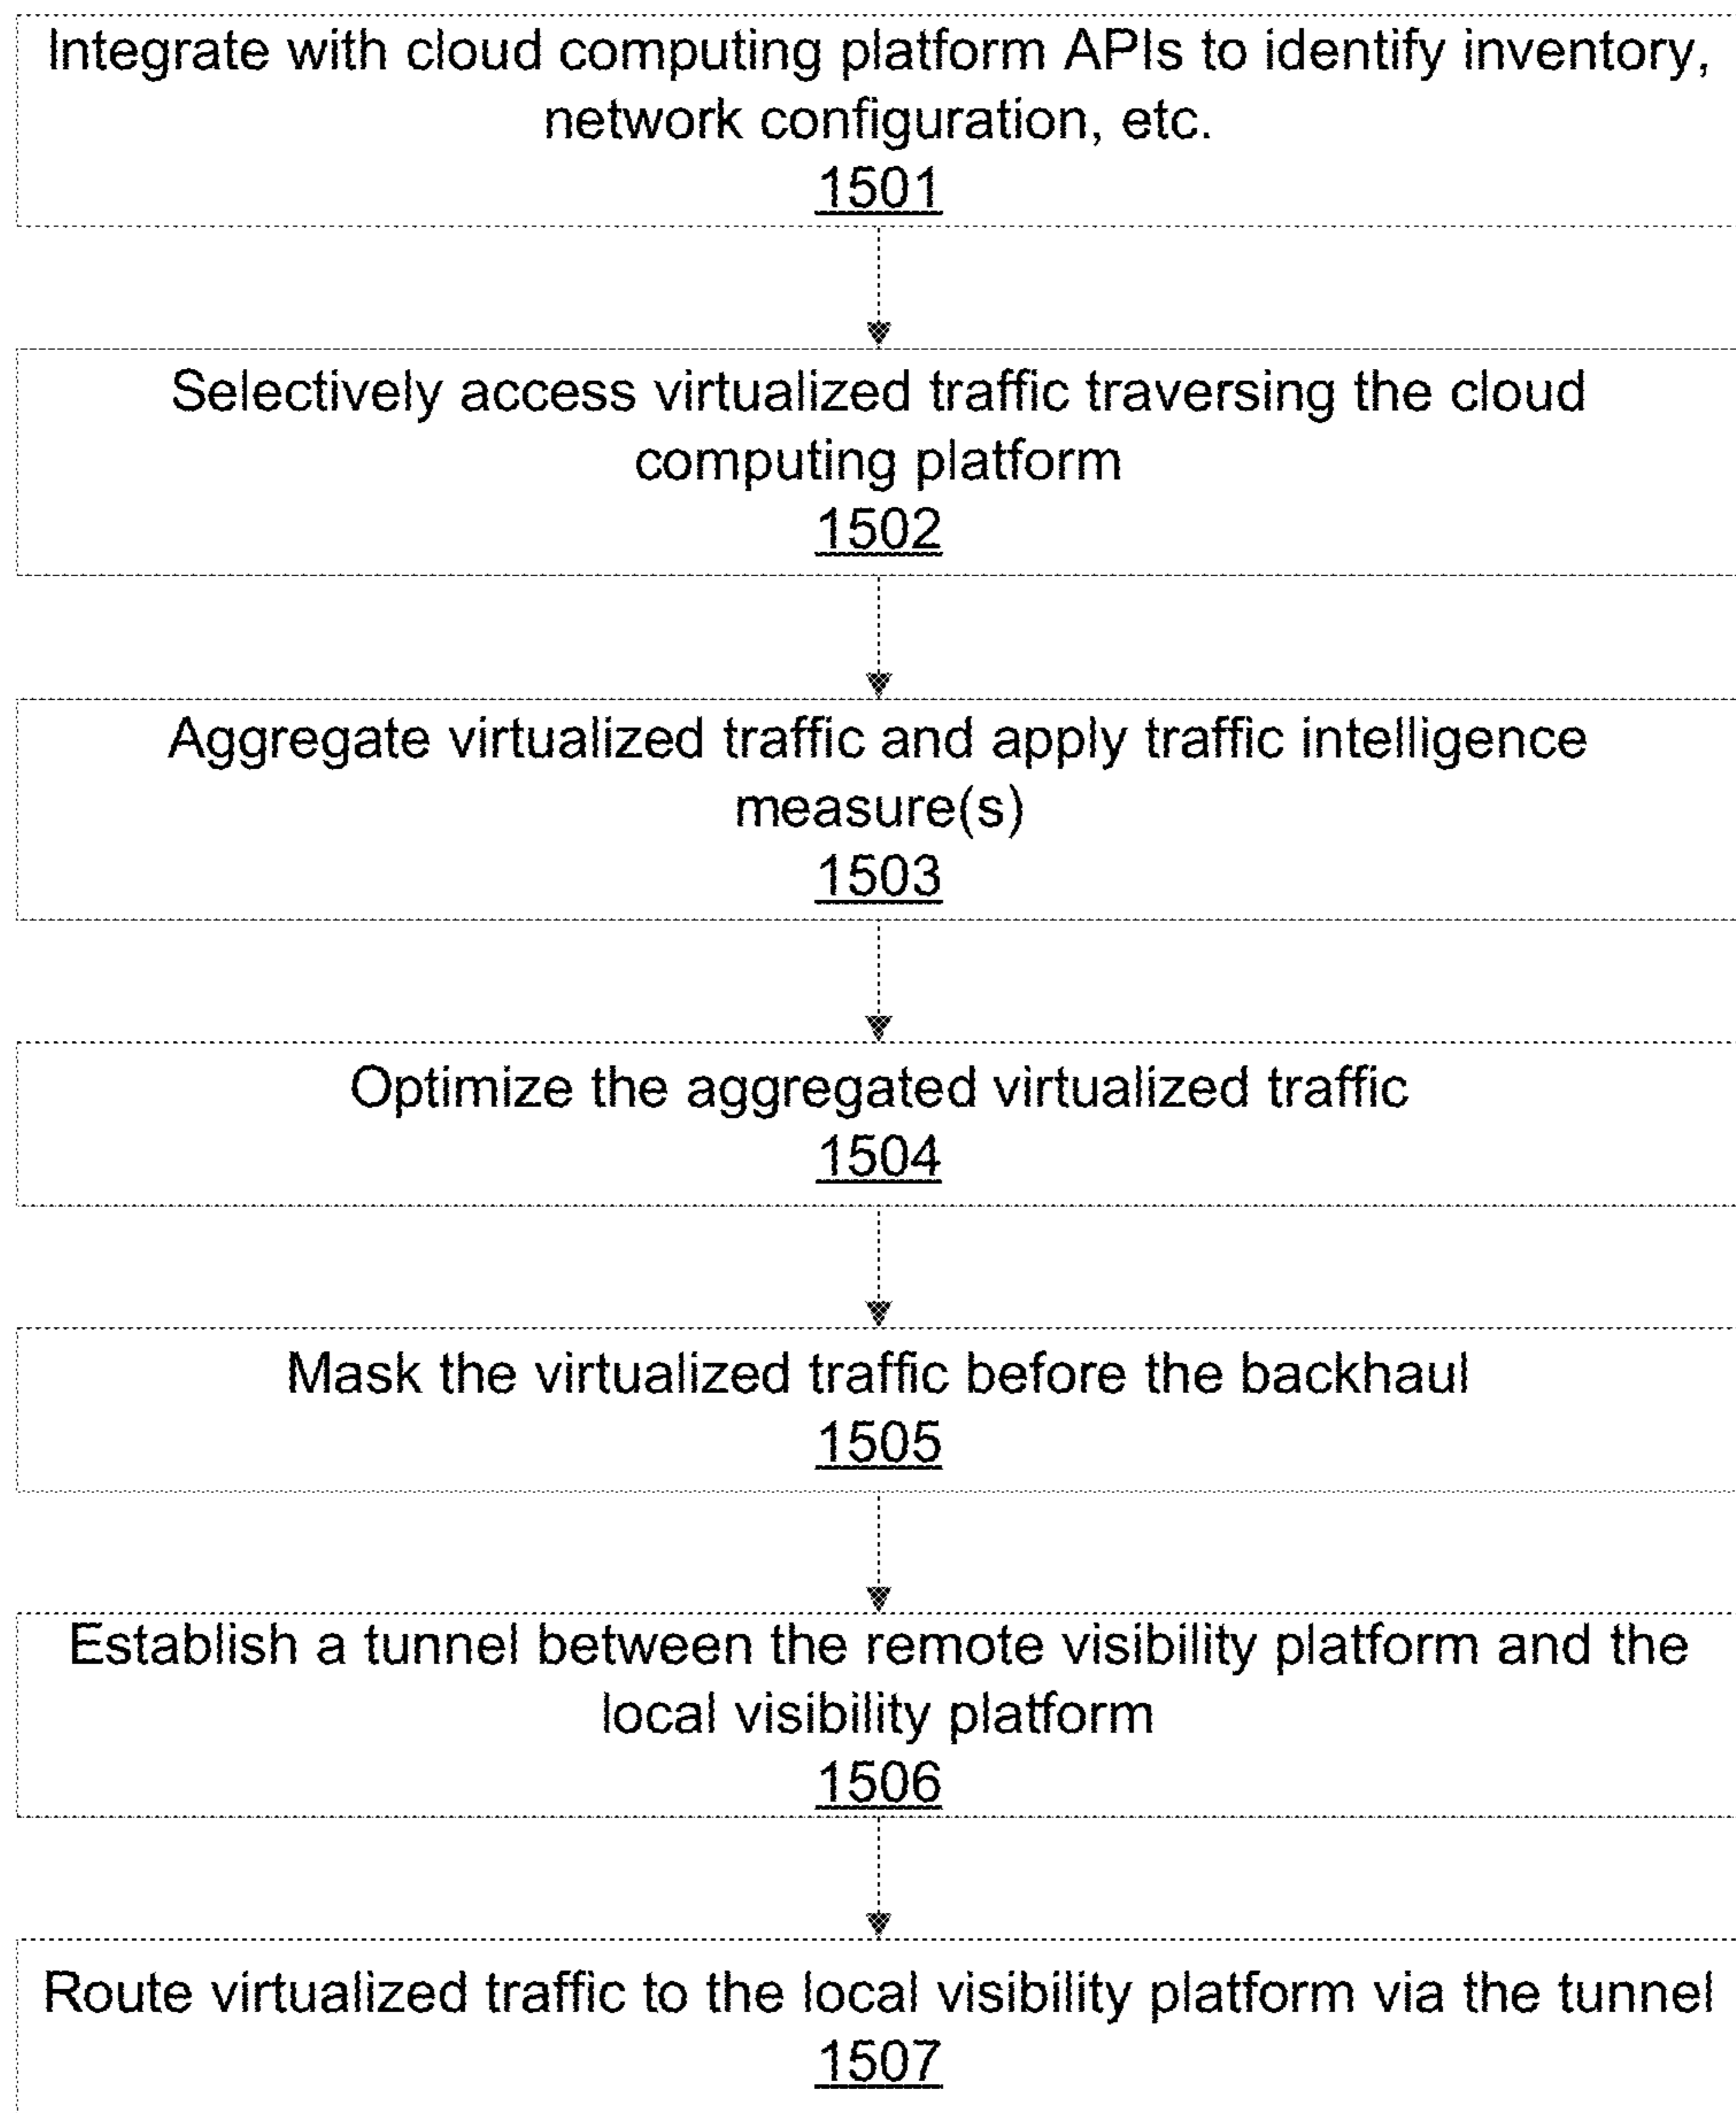 Integrate with cloud computing platform APIs to identify inventory,
network configuration, etc.
1501
Selectively access virtualized traffic traversing the cloud
computing platform
1502
Aggregate virtualized traffic and apply traffic intelligence
measure(s)
1503
Optimize the aggregated virtualized traffic
1504
Mask the virtualized traffic before the backhaul
1505
Establish a tunnel between the remote visibility platform and the
local visibility platform
1506
Route virtualized traffic to the local visibility platform via the tunnel
1507